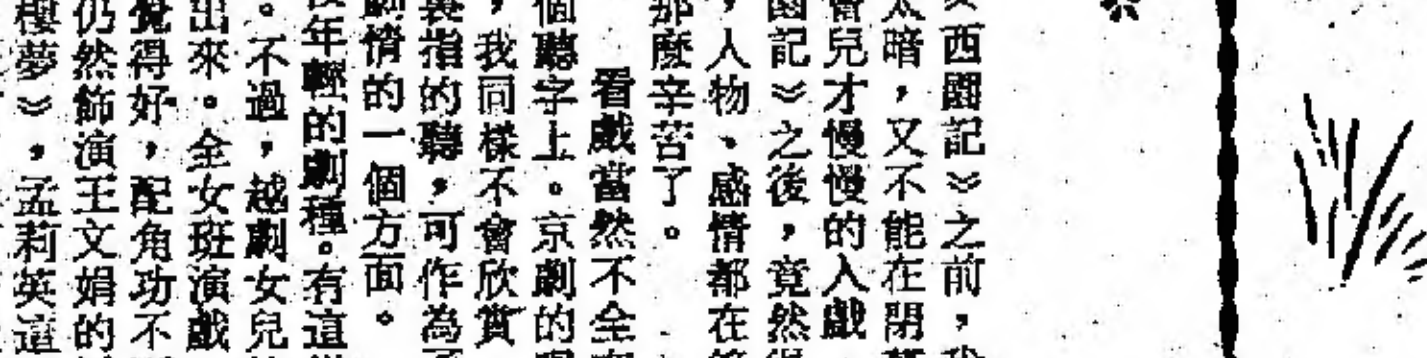 西園記》之前，
太暗，又不能在閉
會兒才慢慢的入戲
園記》之後，竟然
，人物、感情都在
那麼辛苦了。
看戲當然不全
個聽字上。京劇的
，我同樣不會欣賞
裏指的聽，可作為
劇情的一個方面。
年輕的劇種。有這
。不過，越劇女兒
出來。全女班演戲
覺得好，配角功不
仍然飾演王文娟的
樓夢》，孟莉英這